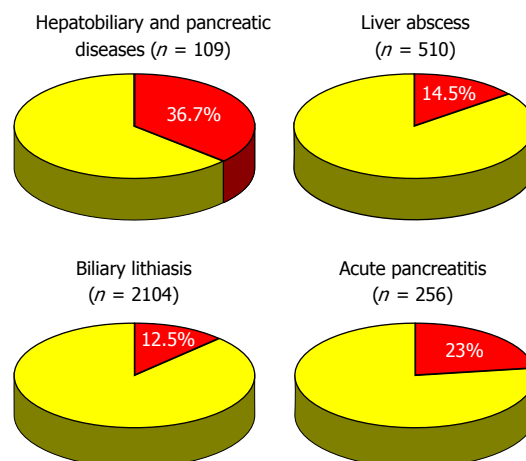 Hepatobiliary and pancreatic
diseases (n = 109)
36.7%
Liver abscess
(n = 510)
14.5%
Biliary lithiasis
(n = 2104)
12.5%
Acute pancreatitis
(n = 256)
23%